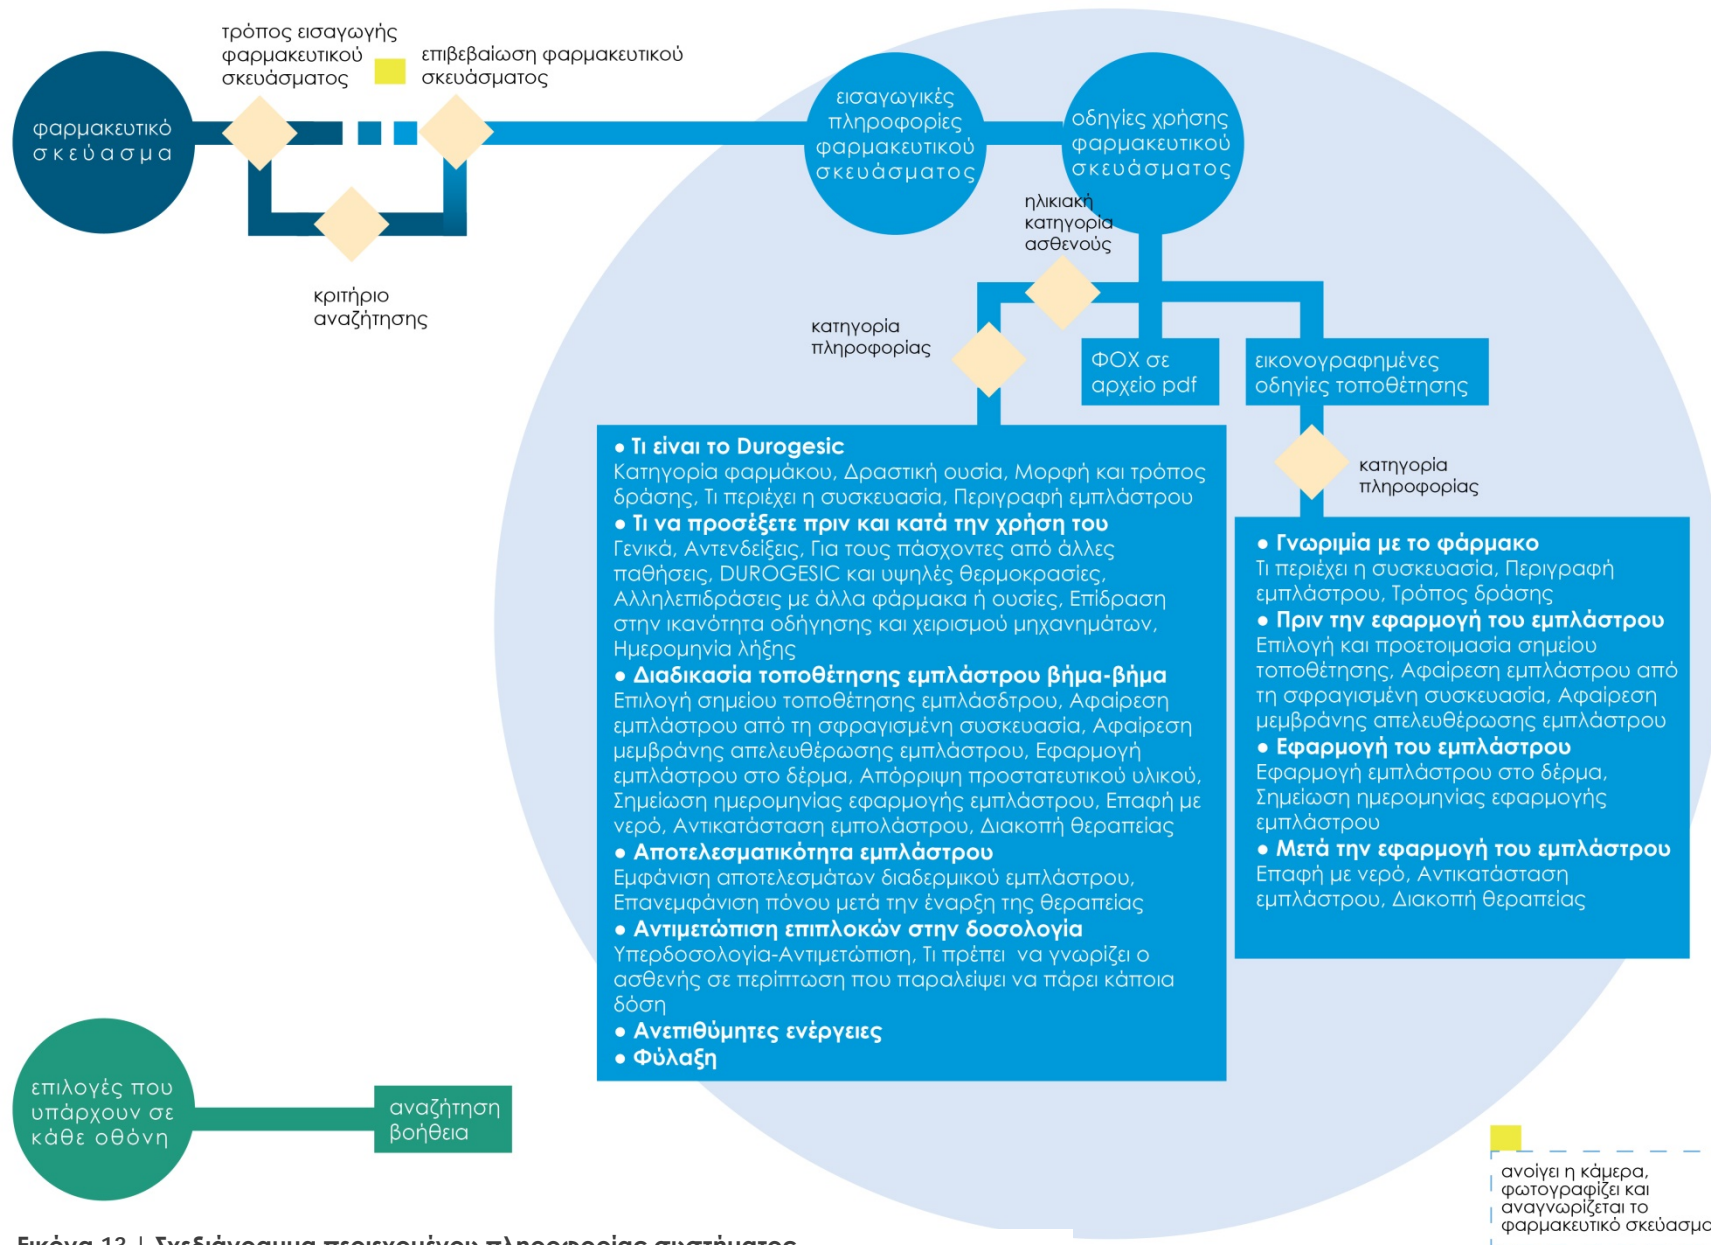 τρόπος εισαγωγής
φαρμακευτικού
σκευάσματος
επιβεβαίωση φαρμακευτικού
σκευάσματος
φαρμακευτικό
σκεύασμα
εισαγωγικές
πληροφορίες
φαρμακευτικού
σκευάσματος
οδηγίες χρήσης
φαρμακευτικού
σκευάσματος
κριτήριο
αναζήτησης
ηλικιακή
κατηγορία
ασθενούς
κατηγορία
πληροφορίας
ΦΟΧ σε
αρχείο pdf
εικονογραφημένες
οδηγίες τοποθέτησης
κατηγορία
πληροφορίας
● Τι είναι το Durogesic
Κατηγορία φαρμάκου, Δραστική ουσία, Μορφή και τρόπος
δράσης, Τι περιέχει η συσκευασία, Περιγραφή εμπλάστρου
● Τι να προσέξετε πριν και κατά την χρήση του
Γενικά, Αντενδείξεις, Για τους πάσχοντες από άλλες
παθήσεις, DUROGESIC και υψηλές θερμοκρασίες,
Αλληλεπιδράσεις με άλλα φάρμακα ή ουσίες, Επίδραση
στην ικανότητα οδήγησης και χειρισμού μηχανημάτων,
Ημερομηνία λήξης
● Διαδικασία τοποθέτησης εμπλάστρου βήμα-βήμα
Επιλογή σημείου τοποθέτησης εμπλάσδτρου, Αφαίρεση
εμπλάστρου από τη σφραγισμένη συσκευασία, Αφαίρεση
μεμβράνης απελευθέρωσης εμπλάστρου, Εφαρμογή
εμπλάστρου στο δέρμα, Απόρριψη προστατευτικού υλικού,
Σημείωση ημερομηνίας εφαρμογής εμπλάστρου, Επαφή με
νερό, Αντικατάσταση εμπολάστρου, Διακοπή θεραπείας
● Αποτελεσματικότητα εμπλάστρου
Εμφάνιση αποτελεσμάτων διαδερμικού εμπλάστρου,
Επανεμφάνιση πόνου μετά την έναρξη της θεραπείας
● Αντιμετώπιση επιπλοκών στην δοσολογία
Υπερδοσολογία-Αντιμετώπιση, Τι πρέπει  να γνωρίζει ο
ασθενής σε περίπτωση που παραλείψει να πάρει κάποια
δόση
● Ανεπιθύμητες ενέργειες
● Φύλαξη
● Γνωριμία με το φάρμακο
Τι περιέχει η συσκευασία, Περιγραφή
εμπλάστρου, Τρόπος δράσης
● Πριν την εφαρμογή του εμπλάστρου
Επιλογή και προετοιμασία σημείου
τοποθέτησης, Αφαίρεση εμπλάστρου από
τη σφραγισμένη συσκευασία, Αφαίρεση
μεμβράνης απελευθέρωσης εμπλάστρου
● Εφαρμογή του εμπλάστρου
Εφαρμογή εμπλάστρου στο δέρμα,
Σημείωση ημερομηνίας εφαρμογής
εμπλάστρου
● Μετά την εφαρμογή του εμπλάστρου
Επαφή με νερό, Αντικατάσταση
εμπλάστρου, Διακοπή θεραπείας
επιλογές που
υπάρχουν σε
κάθε οθόνη
αναζήτηση
βοήθεια
ανοίγει η κάμερα,
φωτογραφίζει και
αναγνωρίζεται το
φαρμακευτικό σκεύασμα
Εικόνα 13 | Σχεδιάγραμμα περιεχομένου πληροφορίας συστήματος